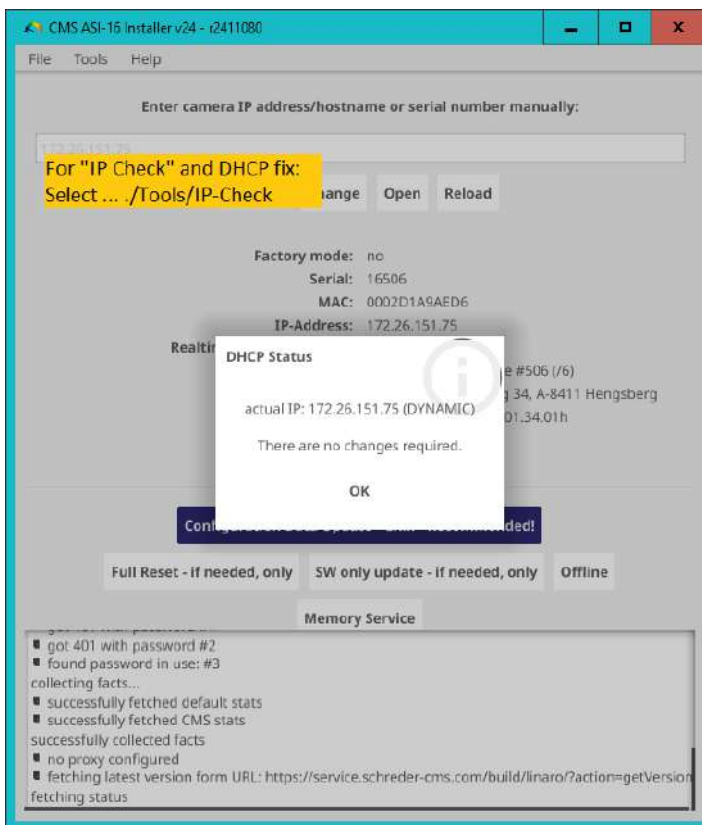 CMS ASI-16 Installer v24 - r2411080
File Tools Help
Enter camera IP address/hostname or serial number manually:
172.26.151.75
For "IP Check" and DHCP fix:
Select ... ./Tools/IP-Check
Open Reload
Factory mode: no
Serial: 16506
MAC: 0002D1A9AED6
IP-Address: 172.26.151.75
#506 (/6)
34, A-8411 Hengsberg
01.34.01h
DHCP Status
actual IP: 172.26.151.75 (DYNAMIC)
There are no changes required.
OK
Full Reset - if needed, only SW only update - if needed, only Offline
Memory Service
got 401 with password #2
found password in use: #3
collecting facts...
successfully fetched default stats
successfully fetched CMS stats
successfully collected facts
no proxy configured
fetching latest version form URL: https://service.schreder-cms.com/build/linaro/?action=getVersion
fetching status